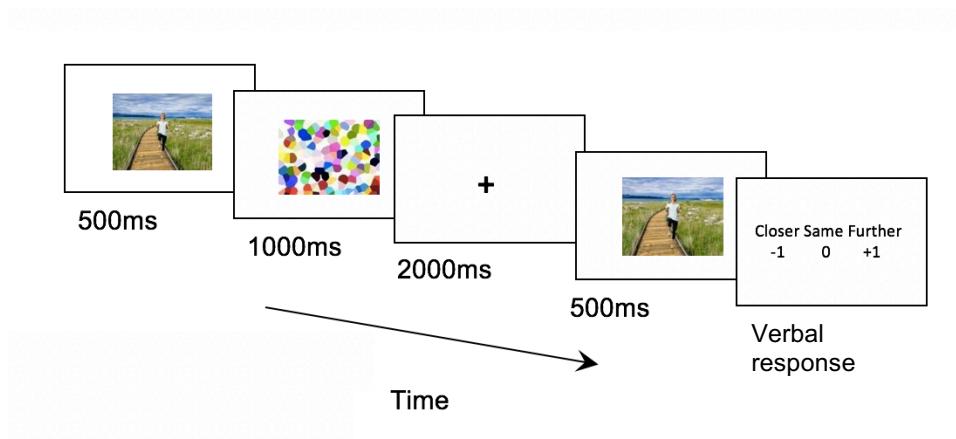 500ms
1000ms
+
2000ms
500ms
Closer Same Further
-1 0 +1
Verbal
response
Time